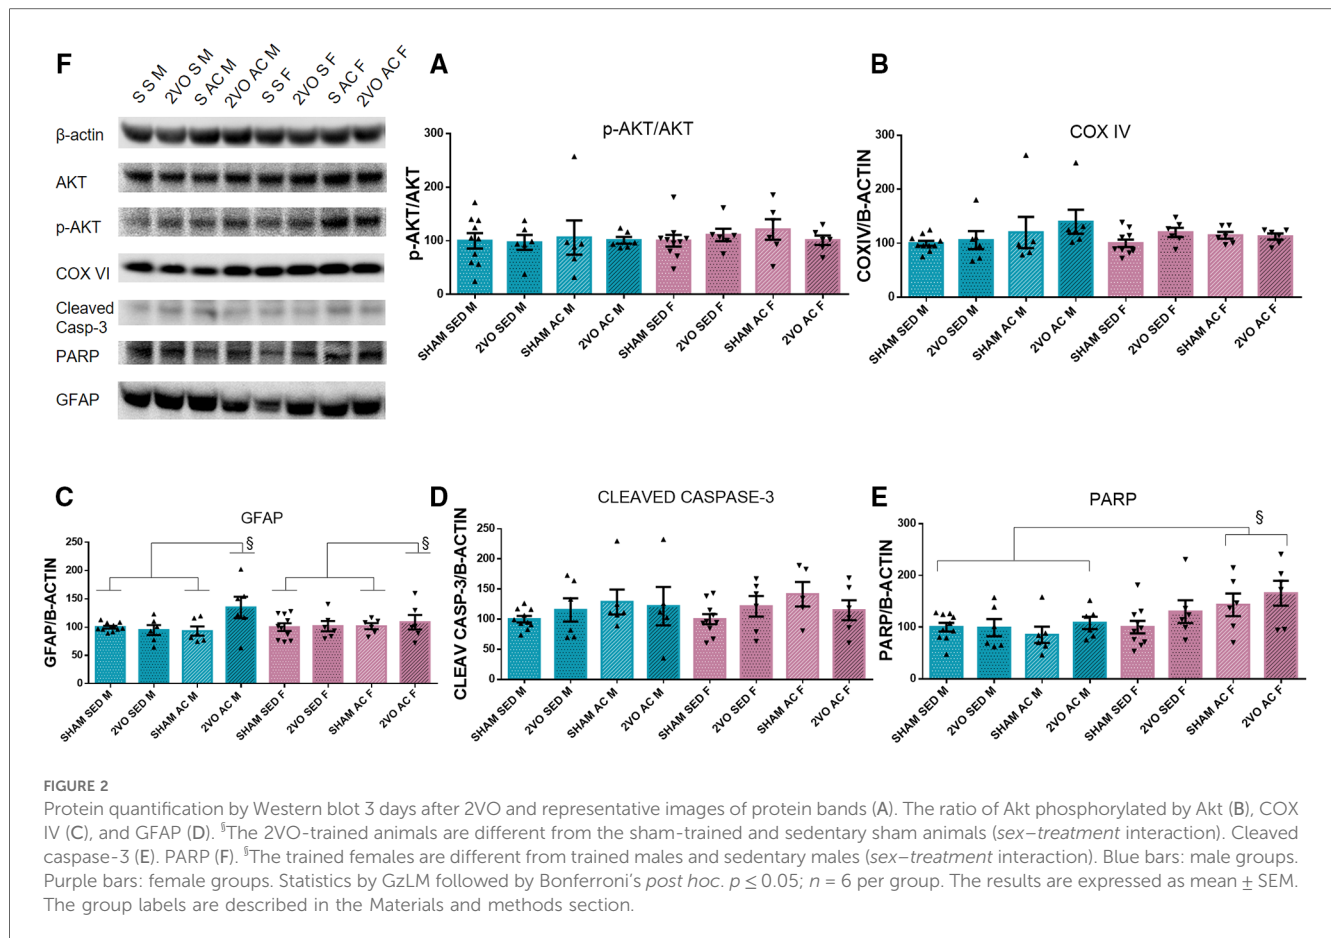 F
S S M
2VO S M
S AC M
2VO AC M
S S F
2VO S F
S AC F
2VO AC F
β-actin
AKT
p-AKT
COX VI
Cleaved
Casp-3
PARP
GFAP
A
p-AKT/AKT
p-AKT/AKT
300
200
100
0
SHAM SED M
2VO SED M
SHAM AC M
2VO AC M
SHAM SED F
2VO SED F
SHAM AC F
2VO AC F
B
COX IV
COXIV/B-ACTIN
300
200
100
0
SHAM SED M
2VO SED M
SHAM AC M
2VO AC M
SHAM SED F
2VO SED F
SHAM AC F
2VO AC F
C
GFAP
GFAP/B-ACTIN
250
200
150
100
50
0
§
§
SHAM SED M
2VO SED M
SHAM AC M
2VO AC M
SHAM SED F
2VO SED F
SHAM AC F
2VO AC F
D
CLEAVED CASPASE-3
CLEAV CASP-3/B-ACTIN
250
200
150
100
50
0
SHAM SED M
2VO SED M
SHAM AC M
2VO AC M
SHAM SED F
2VO SED F
SHAM AC F
2VO AC F
E
PARP
PARP/B-ACTIN
300
200
100
0
§
SHAM SED M
2VO SED M
SHAM AC M
2VO AC M
SHAM SED F
2VO SED F
SHAM AC F
2VO AC F
FIGURE 2
Protein quantification by Western blot 3 days after 2VO and representative images of protein bands (A). The ratio of Akt phosphorylated by Akt (B), COX
IV (C), and GFAP (D). §The 2VO-trained animals are different from the sham-trained and sedentary sham animals (sex–treatment interaction). Cleaved
caspase-3 (E). PARP (F). §The trained females are different from trained males and sedentary males (sex–treatment interaction). Blue bars: male groups.
Purple bars: female groups. Statistics by GzLM followed by Bonferroni's post hoc. p ≤ 0.05; n = 6 per group. The results are expressed as mean ± SEM.
The group labels are described in the Materials and methods section.